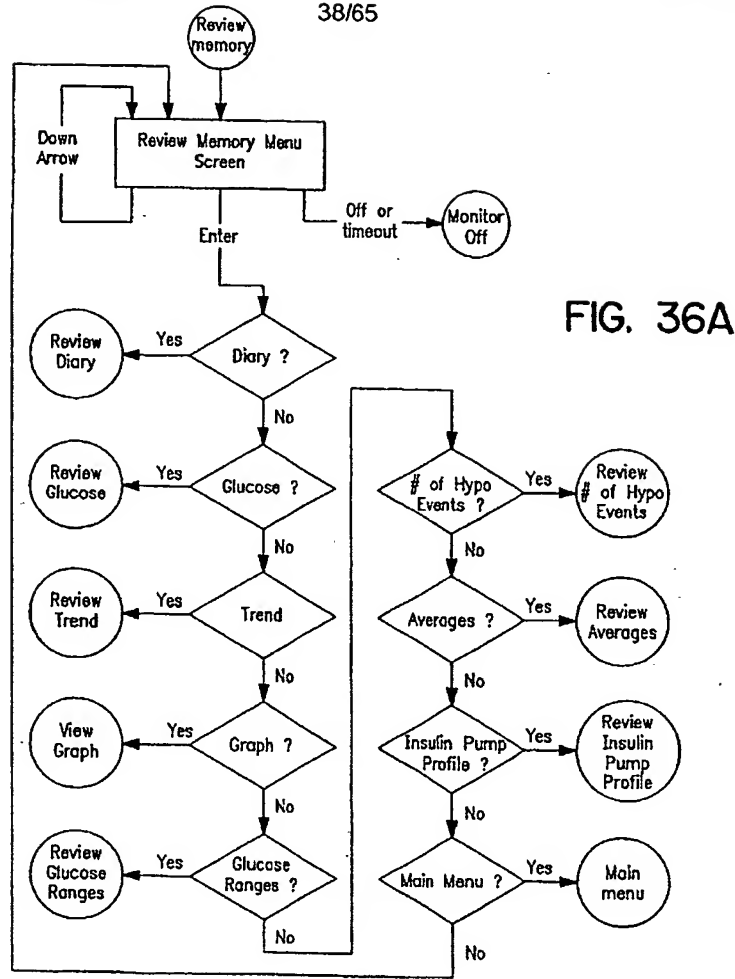 38/65
Review
memory
Down
Arrow
Review Memory Menu
Screen
Enter
Off or
timeout
Monitor
Off
FIG. 36A
Review
Diary
Yes
Diary ?
No
Review
Glucose
Yes
Glucose ?
No
Review
Trend
Yes
Trend
No
View
Graph
Yes
Graph ?
No
Review
Glucose
Ranges
Yes
Glucose
Ranges ?
No
# of Hypo
Events ?
Yes
Review
# of Hypo
Events
No
Averages ?
Yes
Review
Averages
No
Insulin Pump
Profile ?
Yes
Review
Insulin
Pump
Profile
No
Main Menu ?
Yes
Main
menu
No